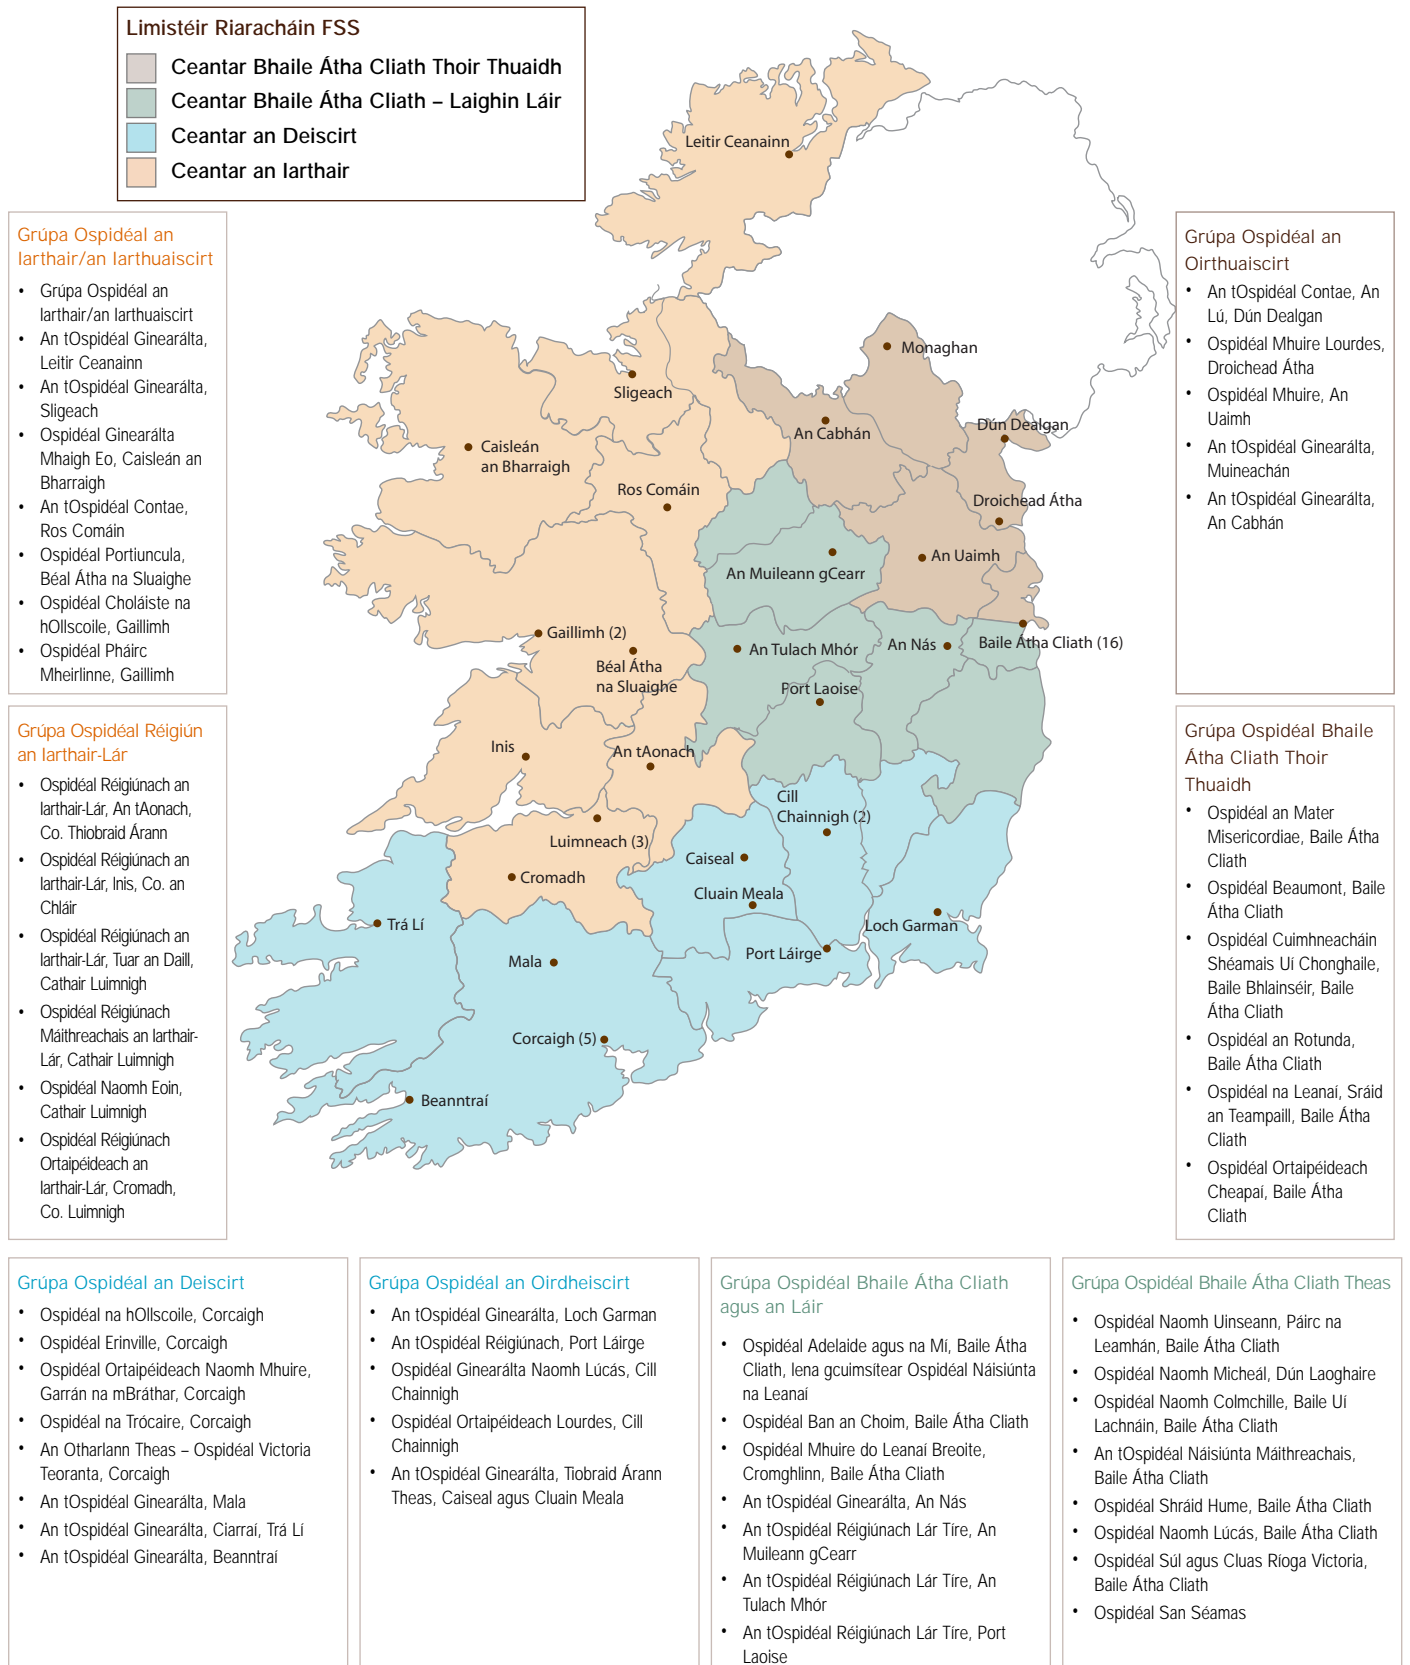 Limistéir Riaracháin FSS
Ceantar Bhaile Átha Cliath Thoir Thuaidh
Ceantar Bhaile Átha Cliath – Laighin Láir
Ceantar an Deiscirt
Ceantar an Iarthair
Leitir Ceanainn
Monaghan
Sligeach
An Cabhán
Dún Dealgan
Caisleán
an Bharraigh
Ros Comáin
Droichead Átha
An Uaimh
An Muileann gCearr
Gaillimh (2)
Béal Átha
na Sluaighe
An Tulach Mhór
An Nás
Baile Átha Cliath (16)
Port Laoise
Inis
An tAonach
Cill
Chainnigh (2)
Luimneach (3)
Caiseal
Cromadh
Cluain Meala
Trá Lí
Loch Garman
Mala
Port Láirge
Corcaigh (5)
Beanntraí
Grúpa Ospidéal an
Iarthair/an Iarthuaiscirt
• Grúpa Ospidéal an
Iarthair/an Iarthuaiscirt
• An tOspidéal Ginearálta,
Leitir Ceanainn
• An tOspidéal Ginearálta,
Sligeach
• Ospidéal Ginearálta
Mhaigh Eo, Caisleán an
Bharraigh
• An tOspidéal Contae,
Ros Comáin
• Ospidéal Portiuncula,
Béal Átha na Sluaighe
• Ospidéal Choláiste na
hOllscoile, Gaillimh
• Ospidéal Pháirc
Mheirlinne, Gaillimh
Grúpa Ospidéal Réigiún
an Iarthair-Lár
• Ospidéal Réigiúnach an
Iarthair-Lár, An tAonach,
Co. Thiobraid Árann
• Ospidéal Réigiúnach an
Iarthair-Lár, Inis, Co. an
Chláir
• Ospidéal Réigiúnach an
Iarthair-Lár, Tuar an Daill,
Cathair Luimnigh
• Ospidéal Réigiúnach
Máithreachais an Iarthair-
Lár, Cathair Luimnigh
• Ospidéal Naomh Eoin,
Cathair Luimnigh
• Ospidéal Réigiúnach
Ortaipéideach an
Iarthair-Lár, Cromadh,
Co. Luimnigh
Grúpa Ospidéal an
Oirthuaiscirt
• An tOspidéal Contae, An
Lú, Dún Dealgan
• Ospidéal Mhuire Lourdes,
Droichead Átha
• Ospidéal Mhuire, An
Uaimh
• An tOspidéal Ginearálta,
Muineachán
• An tOspidéal Ginearálta,
An Cabhán
Grúpa Ospidéal Bhaile
Átha Cliath Thoir
Thuaidh
• Ospidéal an Mater
Misericordiae, Baile Átha
Cliath
• Ospidéal Beaumont, Baile
Átha Cliath
• Ospidéal Cuimhneacháin
Shéamais Uí Chonghaile,
Baile Bhlainséir, Baile
Átha Cliath
• Ospidéal an Rotunda,
Baile Átha Cliath
• Ospidéal na Leanaí, Sráid
an Teampaill, Baile Átha
Cliath
• Ospidéal Ortaipéideach
Cheapaí, Baile Átha
Cliath
Grúpa Ospidéal an Deiscirt
• Ospidéal na hOllscoile, Corcaigh
• Ospidéal Erinville, Corcaigh
• Ospidéal Ortaipéideach Naomh Mhuire,
Garrán na mBráthar, Corcaigh
• Ospidéal na Trócaire, Corcaigh
• An Otharlann Theas – Ospidéal Victoria
Teoranta, Corcaigh
• An tOspidéal Ginearálta, Mala
• An tOspidéal Ginearálta, Ciarraí, Trá Lí
• An tOspidéal Ginearálta, Beanntraí
Grúpa Ospidéal an Oirdheiscirt
• An tOspidéal Ginearálta, Loch Garman
• An tOspidéal Réigiúnach, Port Láirge
• Ospidéal Ginearálta Naomh Lúcás, Cill
Chainnigh
• Ospidéal Ortaipéideach Lourdes, Cill
Chainnigh
• An tOspidéal Ginearálta, Tiobraid Árann
Theas, Caiseal agus Cluain Meala
Grúpa Ospidéal Bhaile Átha Cliath
agus an Láir
• Ospidéal Adelaide agus na Mí, Baile Átha
Cliath, lena gcuimsítear Ospidéal Náisiúnta
na Leanaí
• Ospidéal Ban an Choim, Baile Átha Cliath
• Ospidéal Mhuire do Leanaí Breoite,
Cromghlinn, Baile Átha Cliath
• An tOspidéal Ginearálta, An Nás
• An tOspidéal Réigiúnach Lár Tíre, An
Muileann gCearr
• An tOspidéal Réigiúnach Lár Tíre, An
Tulach Mhór
• An tOspidéal Réigiúnach Lár Tíre, Port
Laoise
Grúpa Ospidéal Bhaile Átha Cliath Theas
• Ospidéal Naomh Uinseann, Páirc na
Leamhán, Baile Átha Cliath
• Ospidéal Naomh Micheál, Dún Laoghaire
• Ospidéal Naomh Colmchille, Baile Uí
Lachnáin, Baile Átha Cliath
• An tOspidéal Náisiúnta Máithreachais,
Baile Átha Cliath
• Ospidéal Shráid Hume, Baile Átha Cliath
• Ospidéal Naomh Lúcás, Baile Átha Cliath
• Ospidéal Súl agus Cluas Ríoga Victoria,
Baile Átha Cliath
• Ospidéal San Séamas